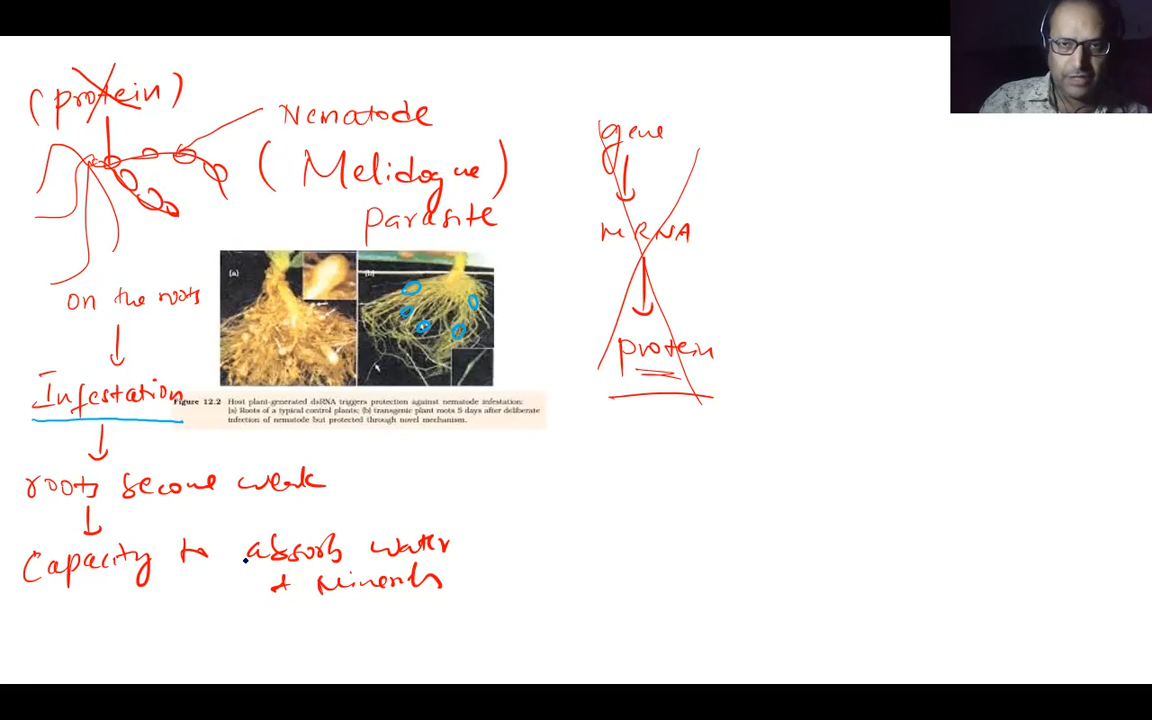 (protein)
Nematode
(Melidogue)
parasite
(a)
(b)
on the roots
Infestation
Figure 12.2 Host plant-generated dsRNA triggers protection against nematode infestation:
(a) Roots of a typical control plants; (b) transgenic plant roots 5 days after deliberate
infection of nematode but protected through novel mechanism.
roots become weak
Capacity to absorb water
+ Minerals
gene
mRNA
protein